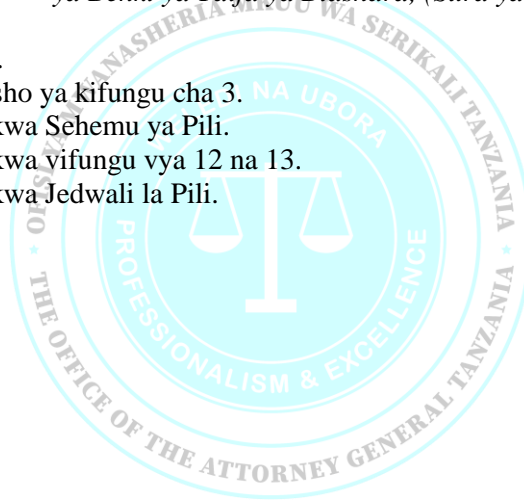 ya Benki ya Taifa ya Biashara, (Sura ya
.
sho ya kifungu cha 3.
kwa Sehemu ya Pili.
kwa vifungu vya 12 na 13.
kwa Jedwali la Pili.
OFISI YA MWANASHERIA MKUU WA SERIKALI TANZANIA
WELEDI NA UBORA
PROFESSIONALISM & EXCELLENCE
THE OFFICE OF THE ATTORNEY GENERAL TANZANIA